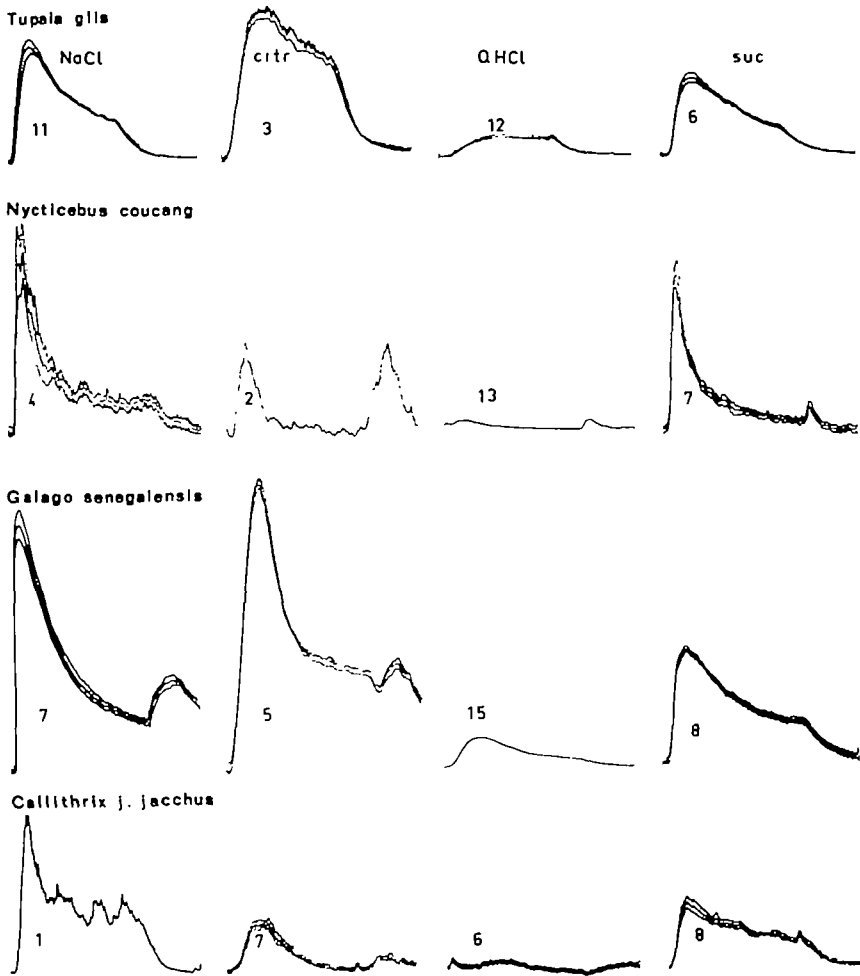 Tupaia glis
NaCl citr QHCl suc
11 3 12 6
Nycticebus coucang
4 2 13 7
Galago senegalensis
7 5 15 8
Callithrix j. jacchus
1 7 6 8